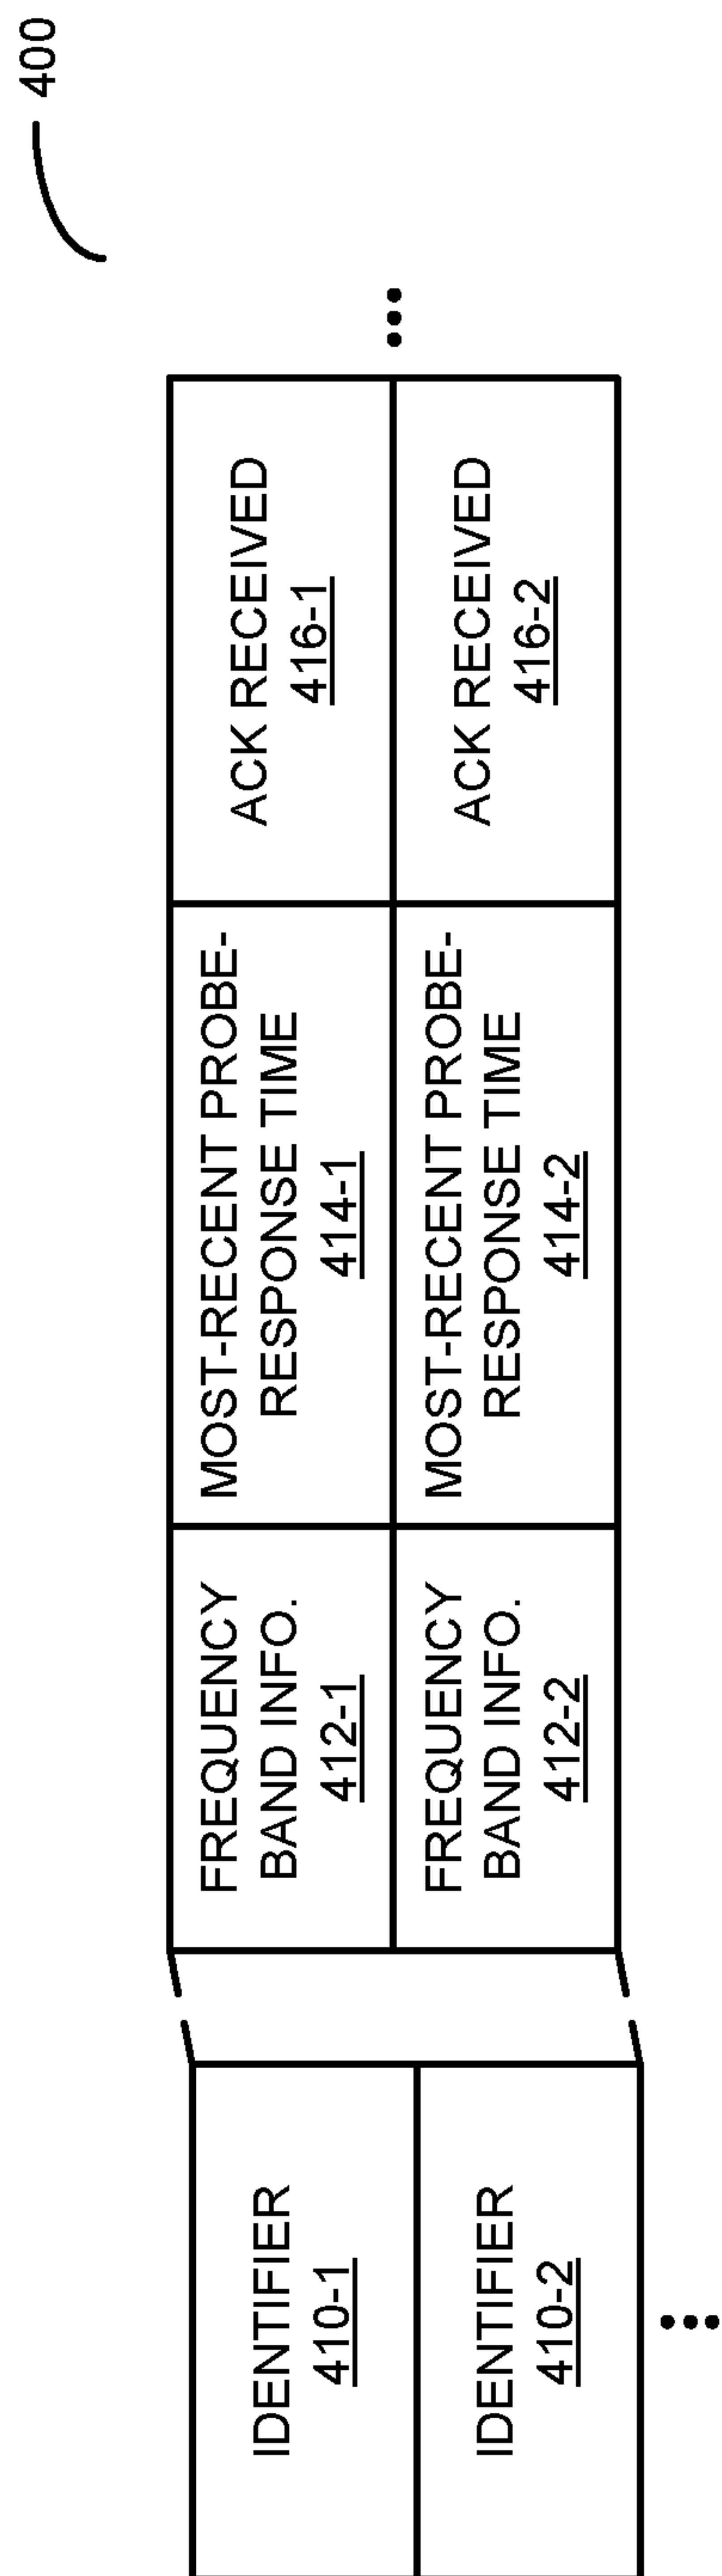 400
IDENTIFIER
410-1
FREQUENCY
BAND INFO.
412-1
MOST-RECENT PROBE-
RESPONSE TIME
414-1
ACK RECEIVED
416-1
IDENTIFIER
410-2
FREQUENCY
BAND INFO.
412-2
MOST-RECENT PROBE-
RESPONSE TIME
414-2
ACK RECEIVED
416-2